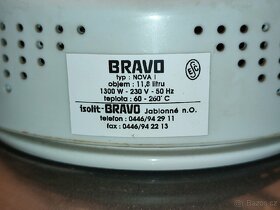 BRAVO
typ : NOVA I
objem : 11,8 litru
1300 W - 230 V - 50 Hz
teplota : 60 - 260° C
isolit-BRAVO Jablonné n.O.
telefon : 0446/94 29 11
fax : 0446/94 22 13